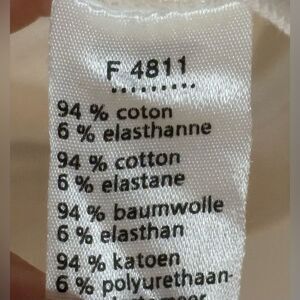 F 4811
94 % coton
6 % elasthanne
94 % cotton
6 % elastane
94 % baumwolle
6 % elasthan
94 % katoen
6 % polyurethaan-